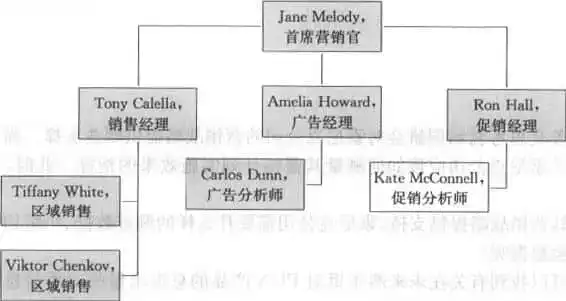 Jane Melody,
首席营销官
Tony Calella,
销售经理
Amelia Howard,
广告经理
Ron Hall,
促销经理
Tiffany White,
区域销售
Carlos Dunn,
广告分析师
Kate McConnell,
促销分析师
Viktor Chenkov,
区域销售